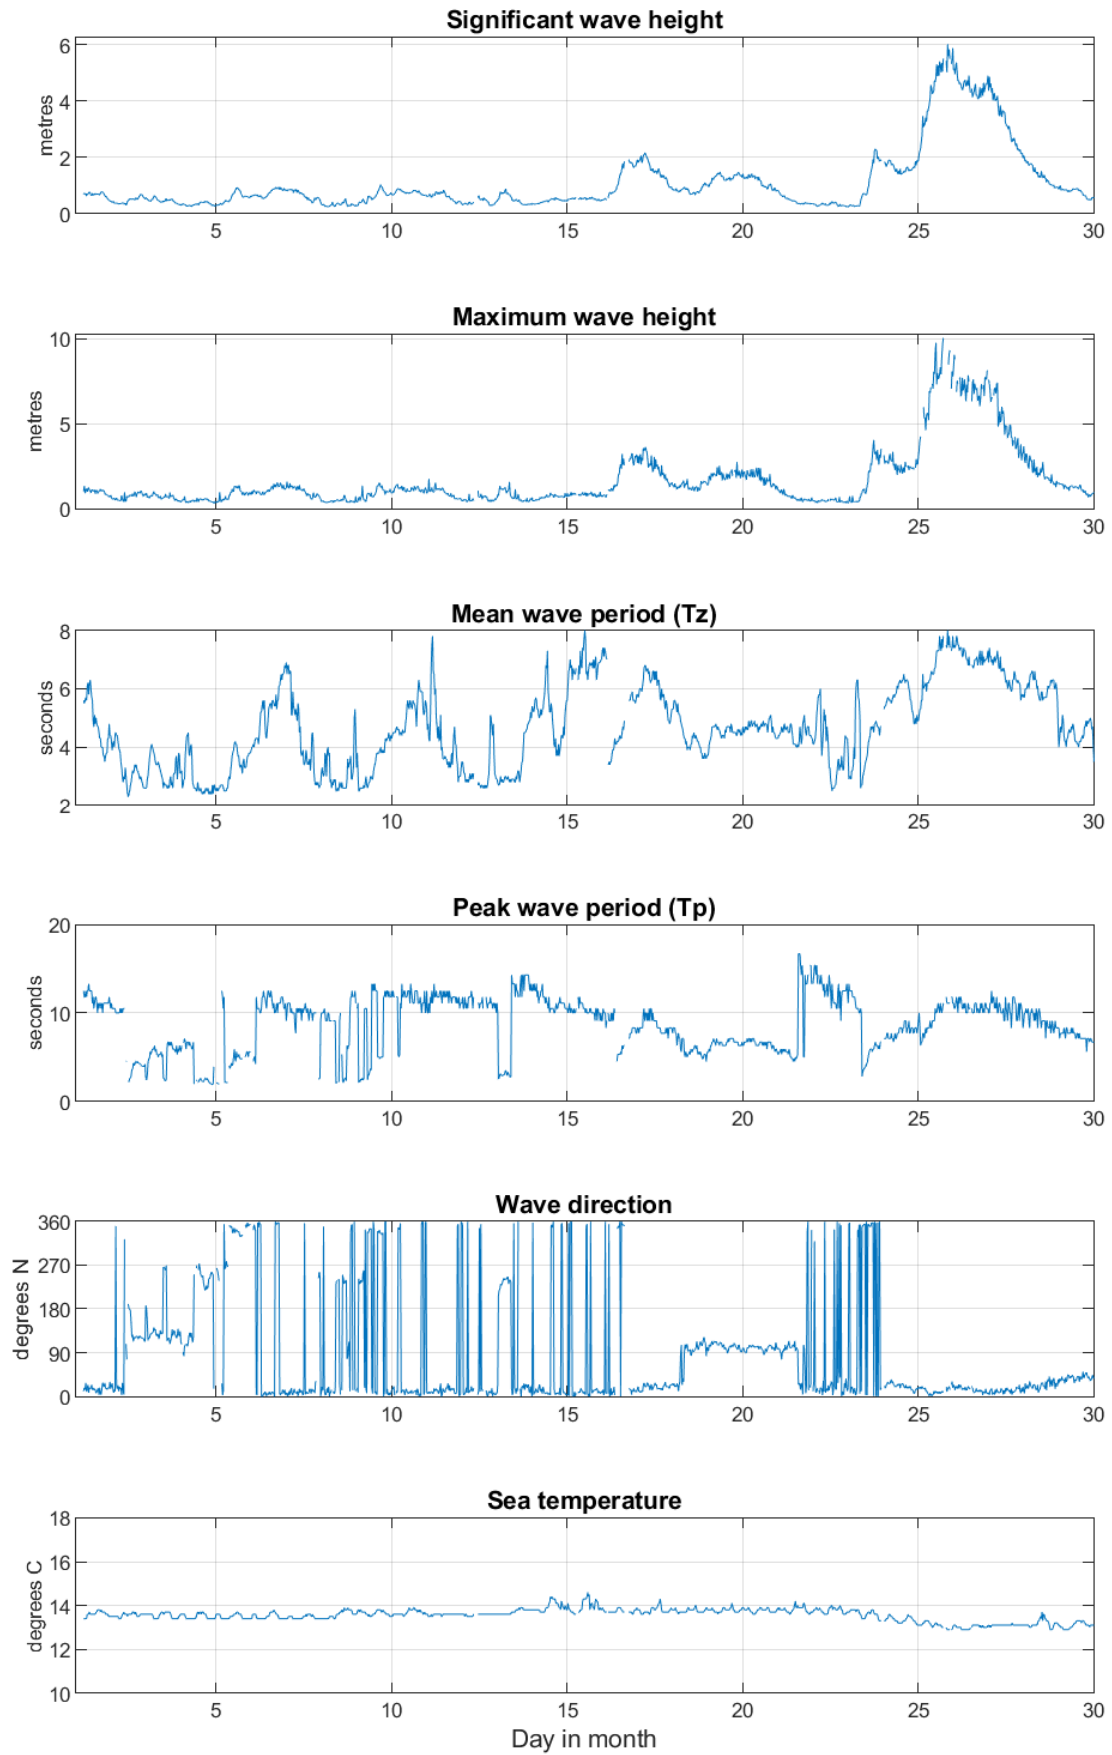 Significant wave height
6
4
2
0
metres
5 10 15 20 25 30
Maximum wave height
10
5
0
metres
5 10 15 20 25 30
Mean wave period (Tz)
8
6
4
2
seconds
5 10 15 20 25 30
Peak wave period (Tp)
20
10
0
seconds
5 10 15 20 25 30
Wave direction
360
270
180
90
0
degrees N
5 10 15 20 25 30
Sea temperature
18
16
14
12
10
degrees C
5 10 15 20 25 30
Day in month